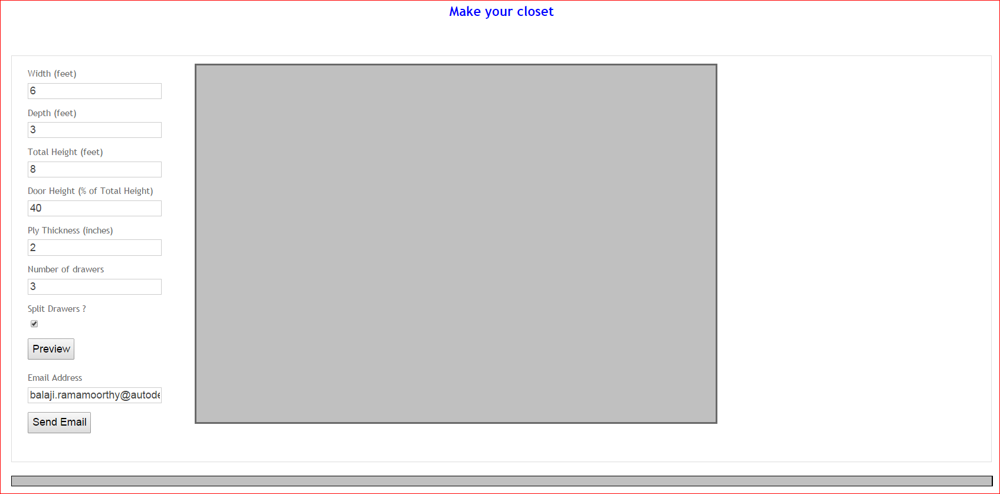 Make your closet
Width (feet)
6
Depth (feet)
3
Total Height (feet)
8
Door Height (% of Total Height)
40
Ply Thickness (inches)
2
Number of drawers
3
Split Drawers ?
Preview
Email Address
balaji.ramamoorthy@autode
Send Email